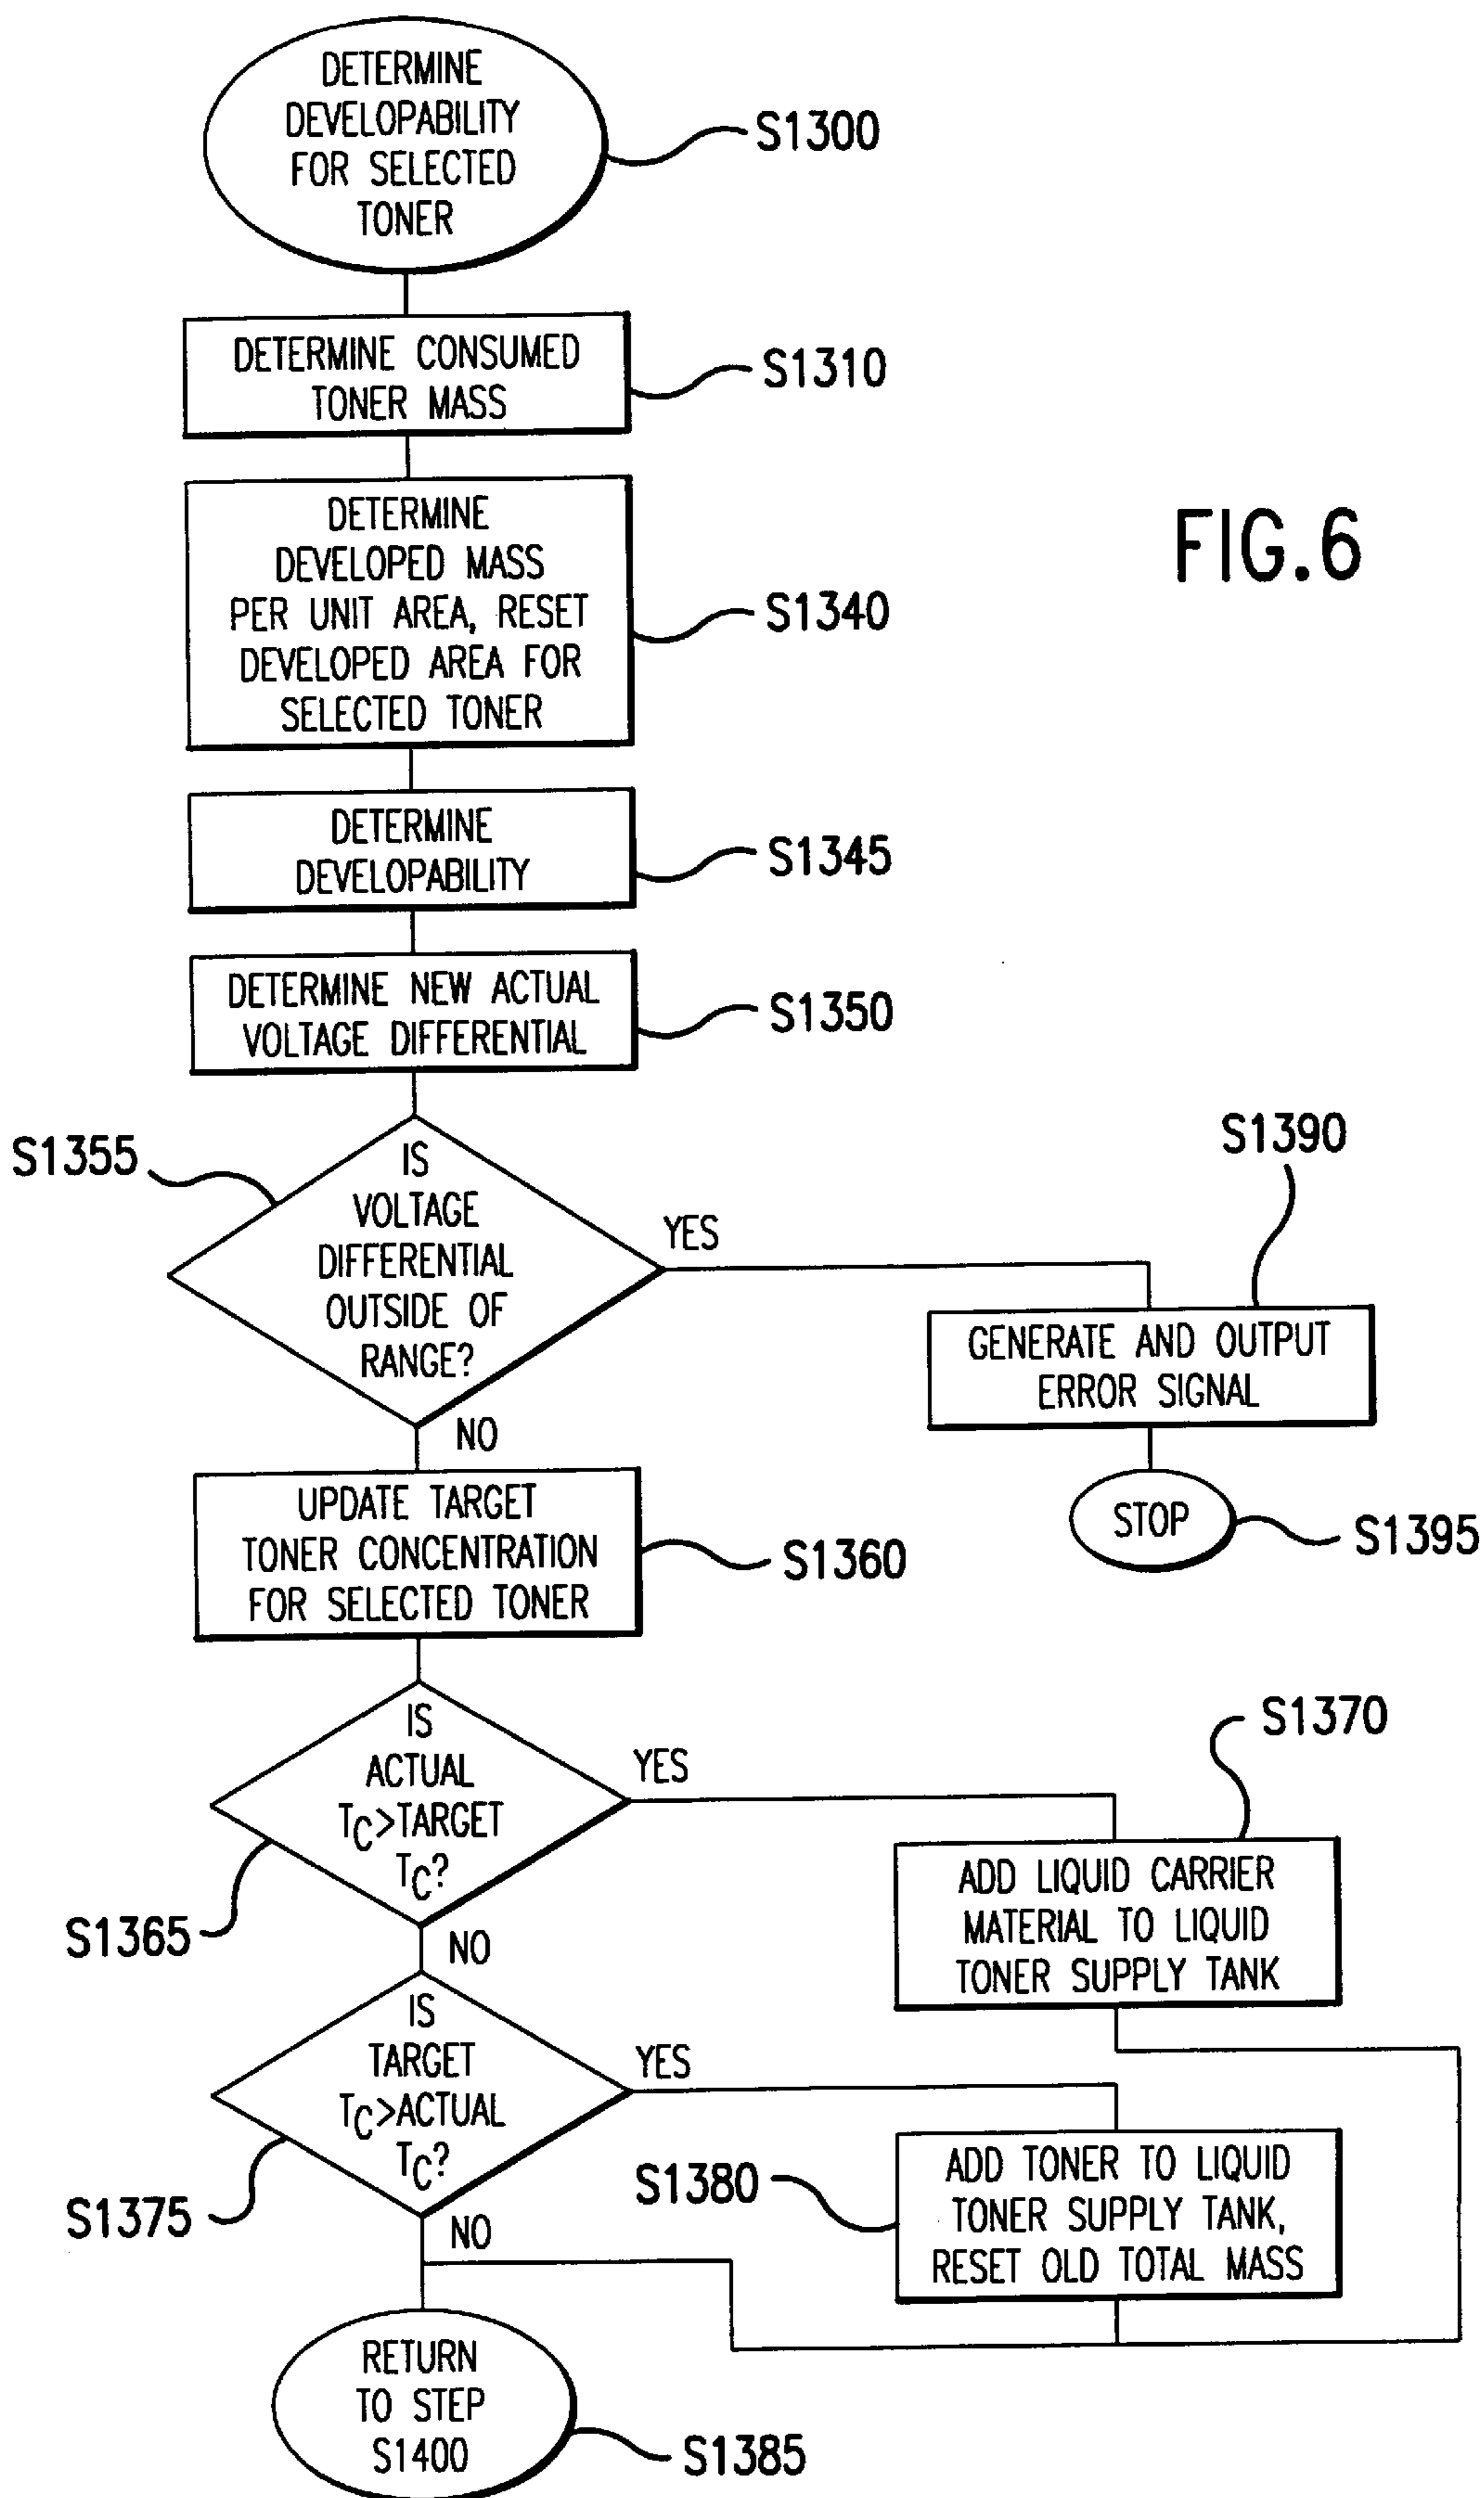 DETERMINE
DEVELOPABILITY
FOR SELECTED
TONER
S1300
DETERMINE CONSUMED
TONER MASS
S1310
DETERMINE
DEVELOPED MASS
PER UNIT AREA, RESET
DEVELOPED AREA FOR
SELECTED TONER
S1340
FIG.6
DETERMINE
DEVELOPABILITY
S1345
DETERMINE NEW ACTUAL
VOLTAGE DIFFERENTIAL
S1350
S1355
IS
VOLTAGE
DIFFERENTIAL
OUTSIDE OF
RANGE?
YES
NO
S1390
GENERATE AND OUTPUT
ERROR SIGNAL
STOP
S1395
UPDATE TARGET
TONER CONCENTRATION
FOR SELECTED TONER
S1360
IS
ACTUAL
TC>TARGET
TC?
YES
S1365
NO
S1370
ADD LIQUID CARRIER
MATERIAL TO LIQUID
TONER SUPPLY TANK
IS
TARGET
TC>ACTUAL
TC?
YES
S1375
NO
S1380
ADD TONER TO LIQUID
TONER SUPPLY TANK,
RESET OLD TOTAL MASS
RETURN
TO STEP
S1400
S1385